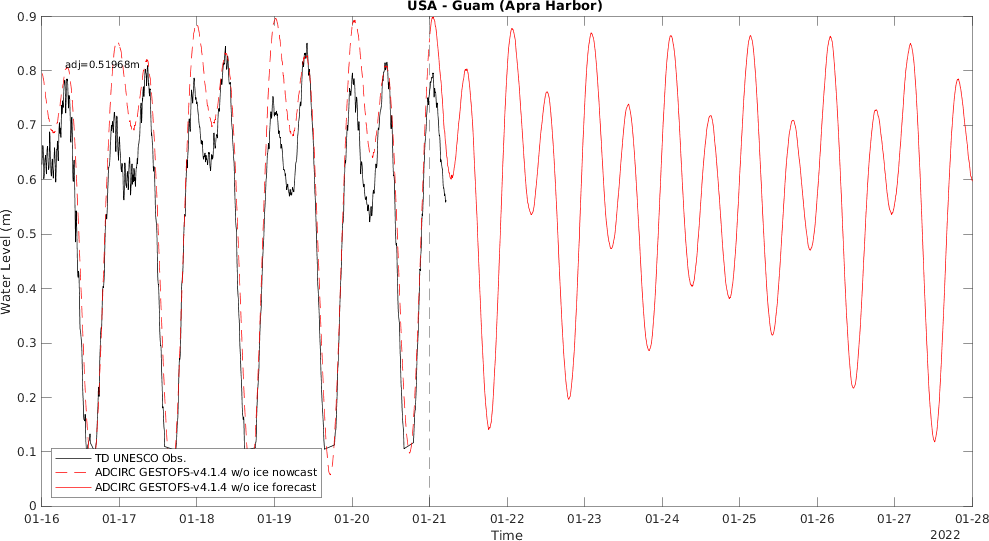 USA - Guam (Apra Harbor)
adj=0.51968m
Water Level (m)
0.9
0.8
0.7
0.6
0.5
0.4
0.3
0.2
0.1
0
TD UNESCO Obs.
ADCIRC GESTOFS-v4.1.4 w/o ice nowcast
ADCIRC GESTOFS-v4.1.4 w/o ice forecast
01-16 01-17 01-18 01-19 01-20 01-21 01-22 01-23 01-24 01-25 01-26 01-27 01-28
Time
2022